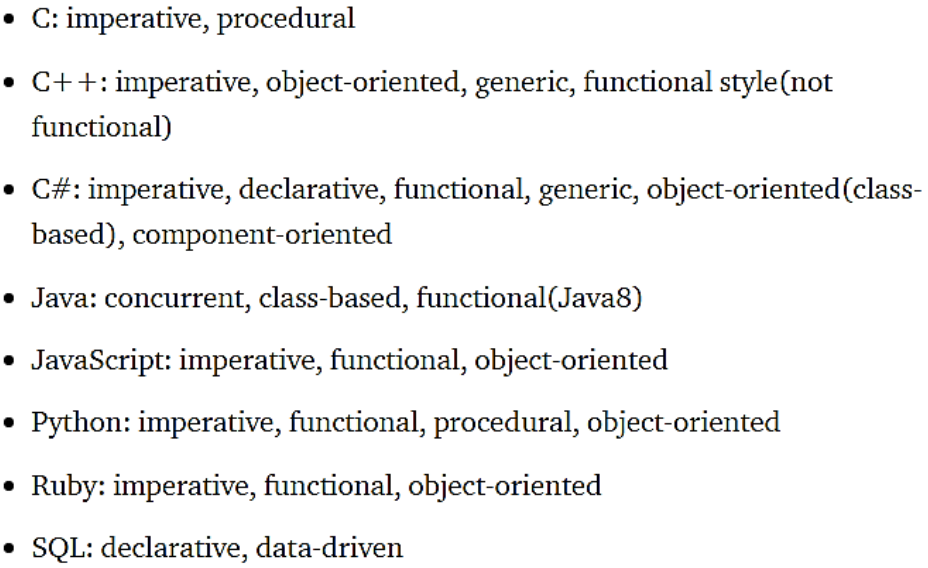 • C: imperative, procedural
• C++: imperative, object-oriented, generic, functional style(not
functional)
• C#: imperative, declarative, functional, generic, object-oriented(class-
based), component-oriented
• Java: concurrent, class-based, functional(Java8)
• JavaScript: imperative, functional, object-oriented
• Python: imperative, functional, procedural, object-oriented
• Ruby: imperative, functional, object-oriented
• SQL: declarative, data-driven